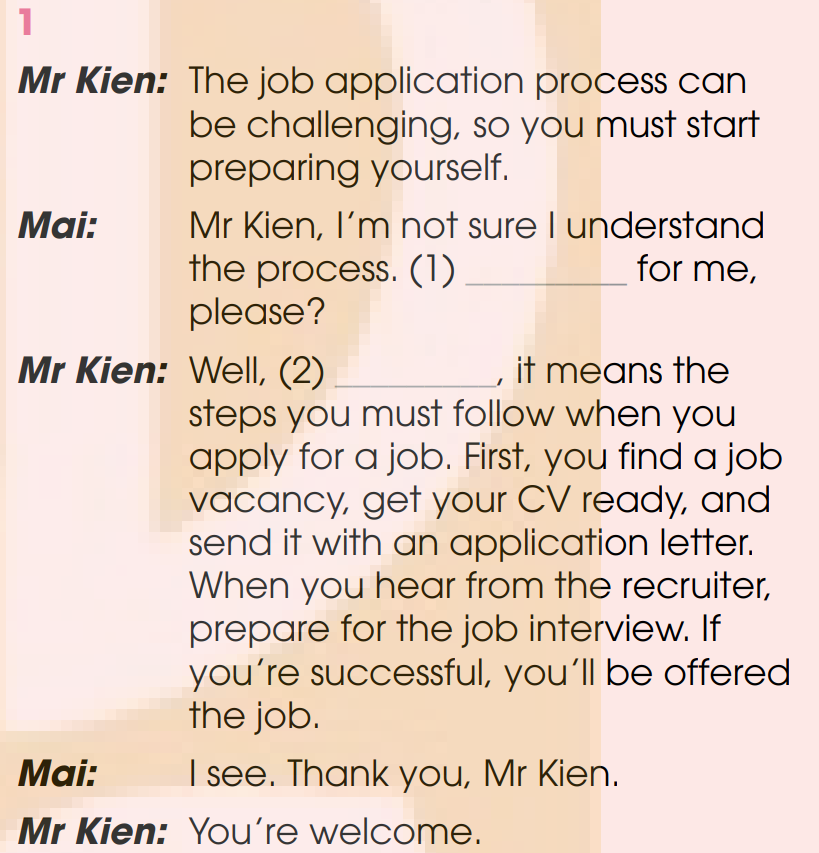 1
Mr Kien: The job application process can
be challenging, so you must start
preparing yourself.
Mai: Mr Kien, I'm not sure I understand
the process. (1) __________ for me,
please?
Mr Kien: Well, (2) __________, it means the
steps you must follow when you
apply for a job. First, you find a job
vacancy, get your CV ready, and
send it with an application letter.
When you hear from the recruiter,
prepare for the job interview. If
you're successful, you'll be offered
the job.
Mai: I see. Thank you, Mr Kien.
Mr Kien: You're welcome.